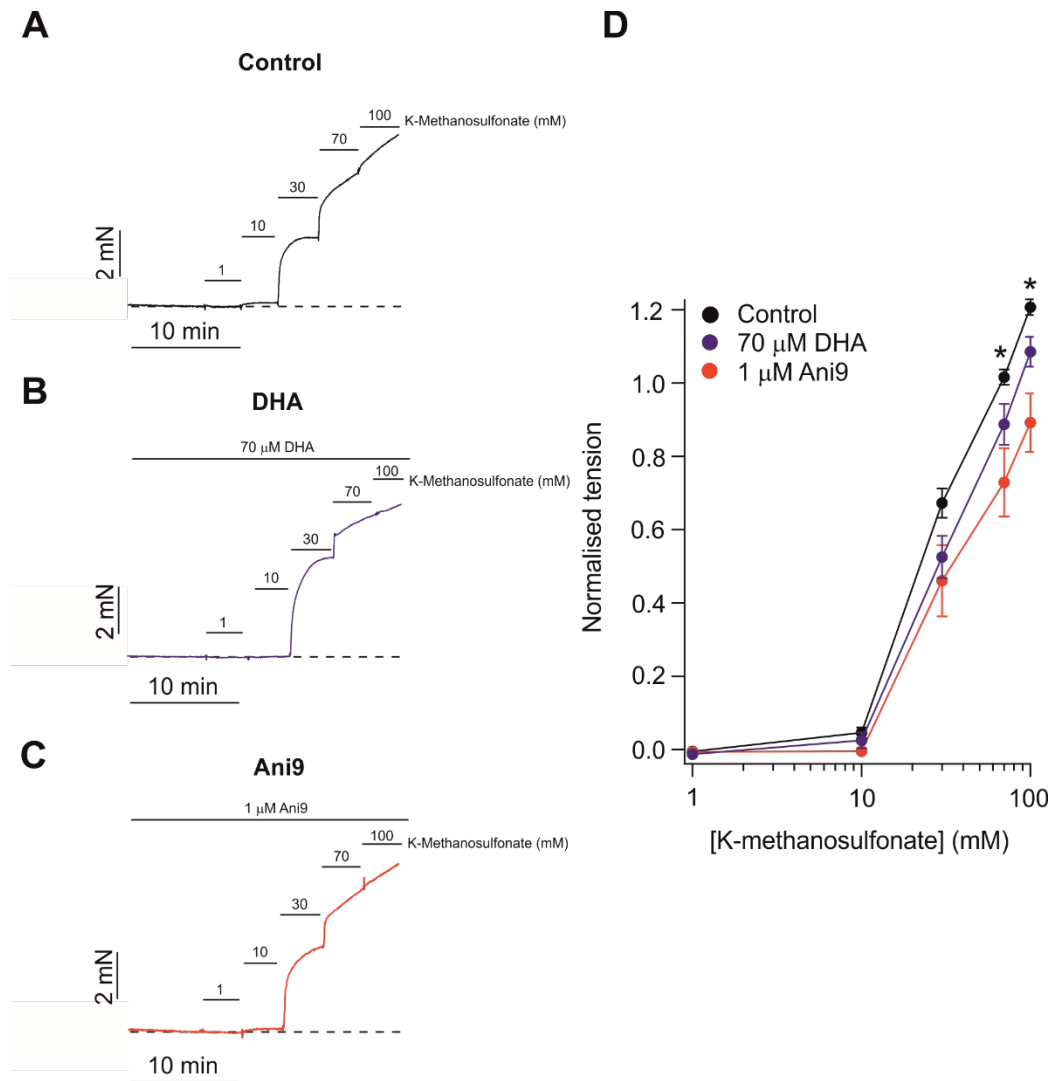 A
Control
100
K-Methanosulfonate (mM)
70
30
10
1
2 mN
10 min
B
DHA
70 μM DHA
100
K-Methanosulfonate (mM)
70
30
10
1
2 mN
10 min
C
Ani9
1 μM Ani9
100
K-Methanosulfonate (mM)
70
30
10
1
2 mN
10 min
D
* 
*
Control
70 μM DHA
1 μM Ani9
Normalised tension
1.2
1.0
0.8
0.6
0.4
0.2
0.0
1 10 100
[K-methanosulfonate] (mM)